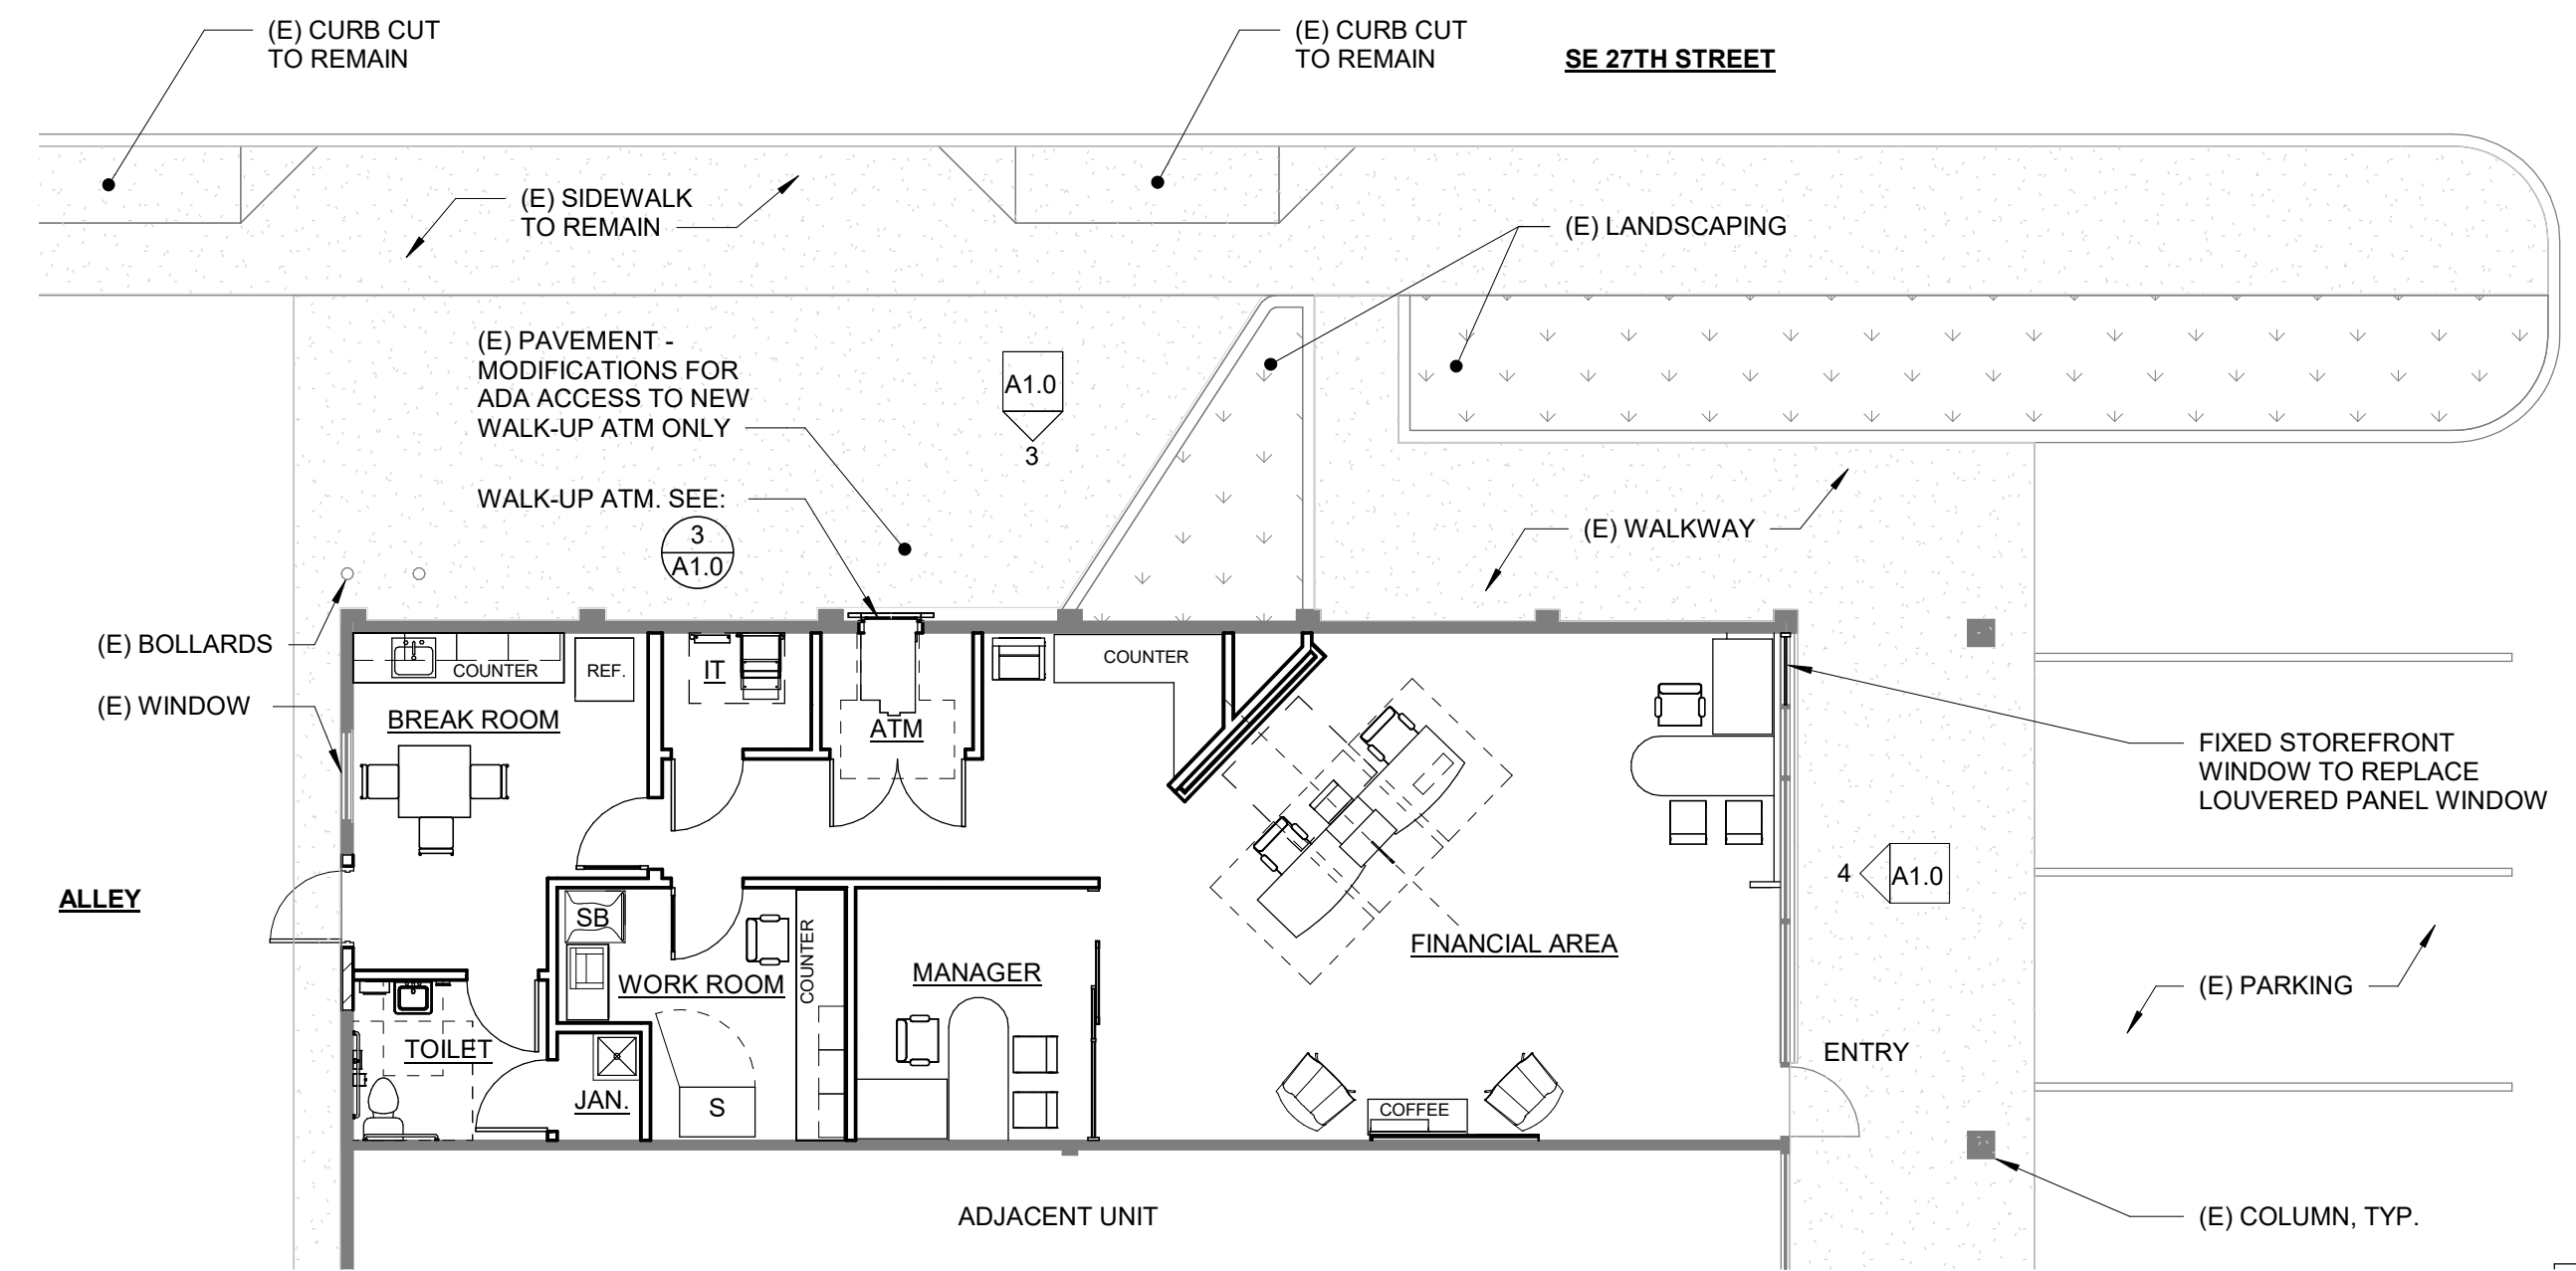 (E) CURB CUT
TO REMAIN
(E) CURB CUT
TO REMAIN
SE 27TH STREET
(E) SIDEWALK
TO REMAIN
(E) LANDSCAPING
(E) PAVEMENT -
MODIFICATIONS FOR
ADA ACCESS TO NEW
WALK-UP ATM ONLY
A1.0
3
WALK-UP ATM. SEE:
3
A1.0
(E) WALKWAY
(E) BOLLARDS
(E) WINDOW
COUNTER
REF.
IT
COUNTER
BREAK ROOM
ATM
FIXED STOREFRONT
WINDOW TO REPLACE
LOUVERED PANEL WINDOW
4
A1.0
ALLEY
SB
COUNTER
WORK ROOM
MANAGER
FINANCIAL AREA
(E) PARKING
TOILET
ENTRY
JAN.
S
COFFEE
ADJACENT UNIT
(E) COLUMN, TYP.